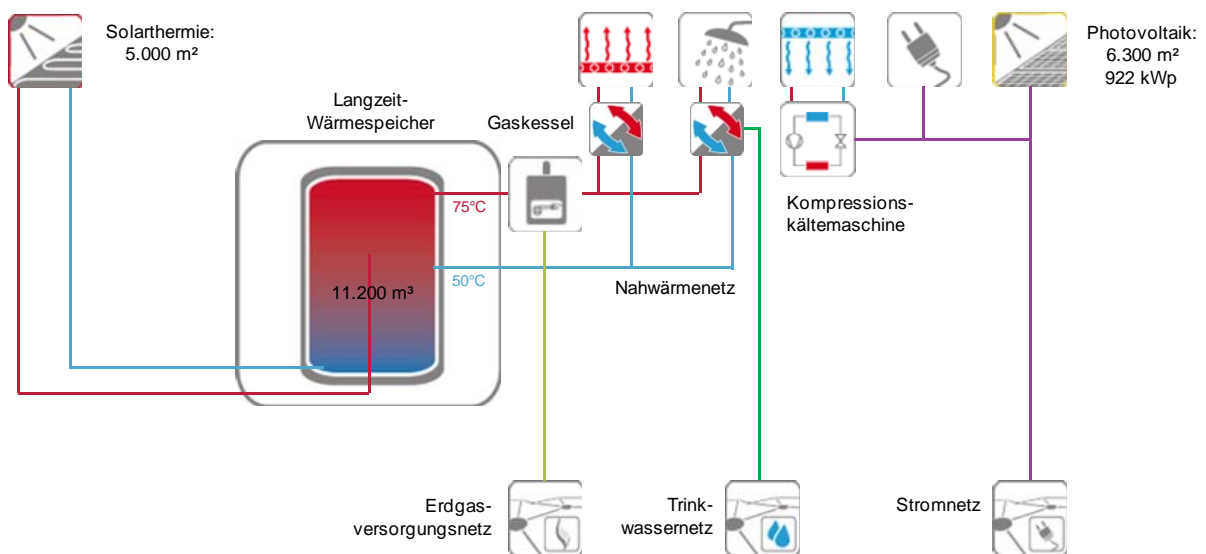 Solarthermie:
5.000 m²
Photovoltaik:
6.300 m²
922 kWp
Langzeit-
Wärmespeicher
Gaskessel
75°C
Kompressions-
kältemaschine
50°C
11.200 m³
Nahwärmenetz
Erdgas-
versorgungsnetz
Trink-
wassernetz
Stromnetz